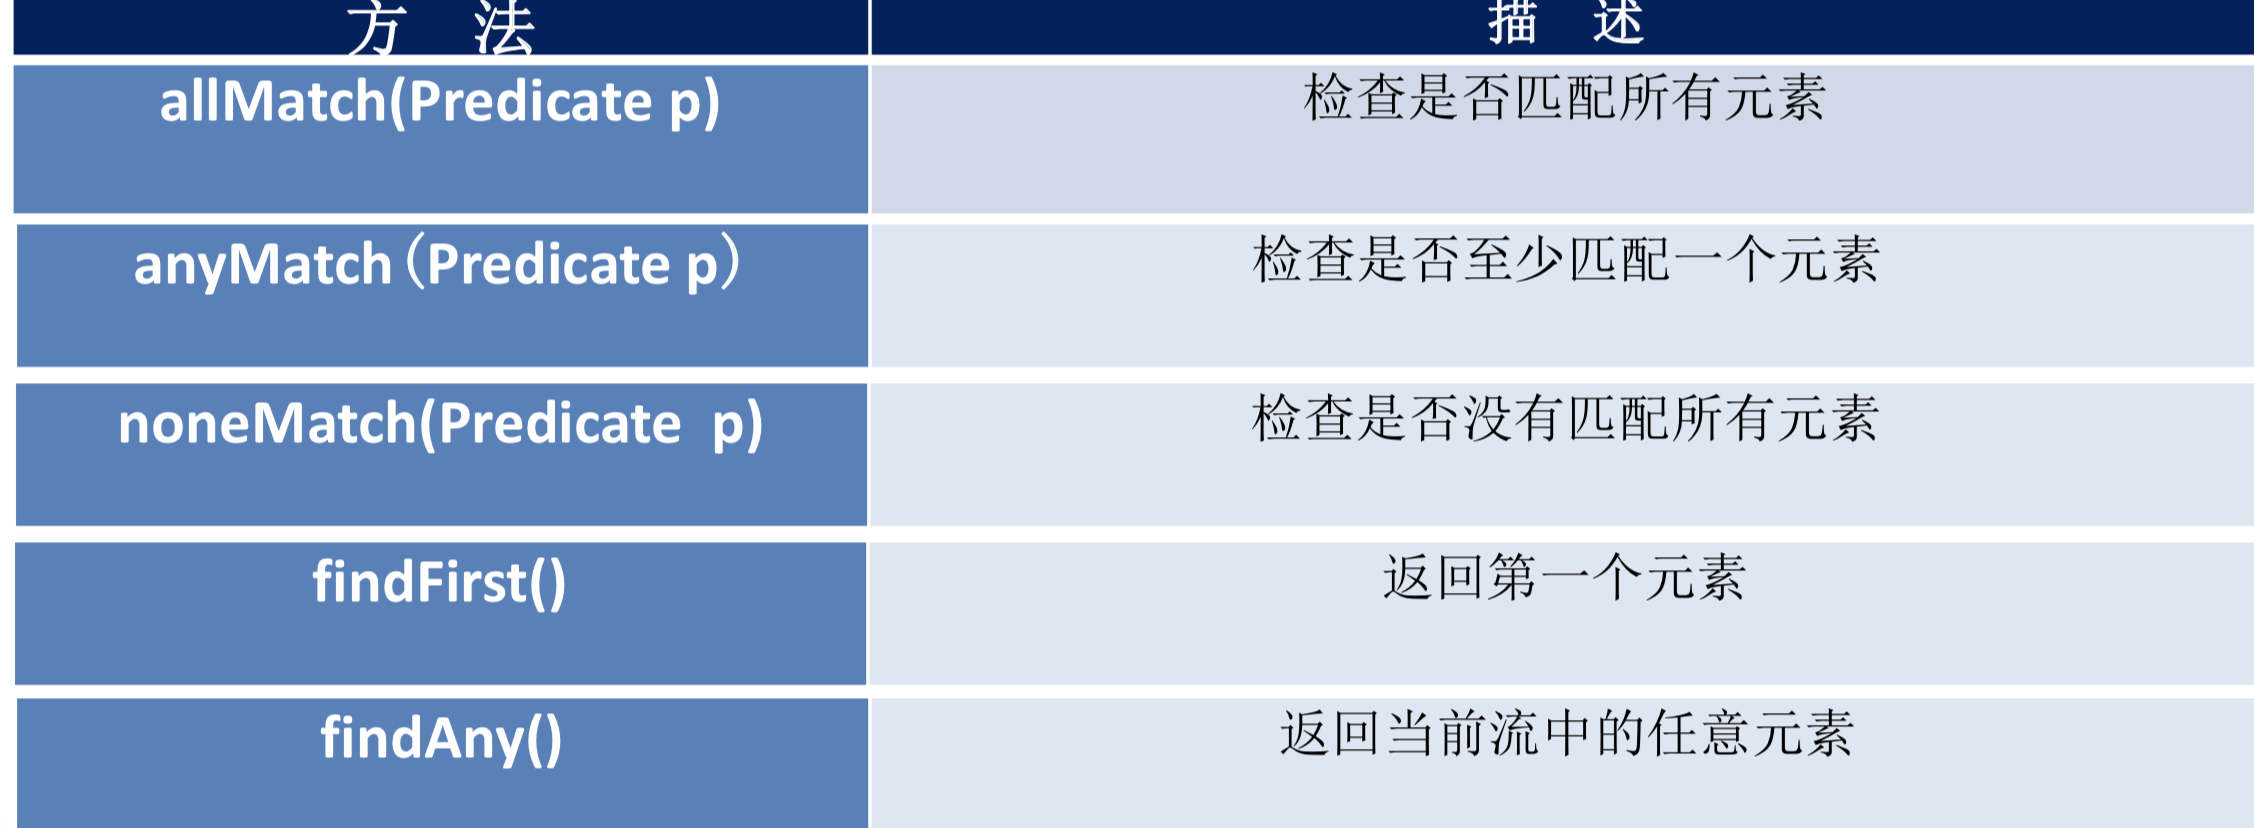 方 法
描 述
allMatch(Predicate p)
检查是否匹配所有元素
anyMatch（Predicate p）
检查是否至少匹配一个元素
noneMatch(Predicate  p)
检查是否没有匹配所有元素
findFirst()
返回第一个元素
findAny()
返回当前流中的任意元素